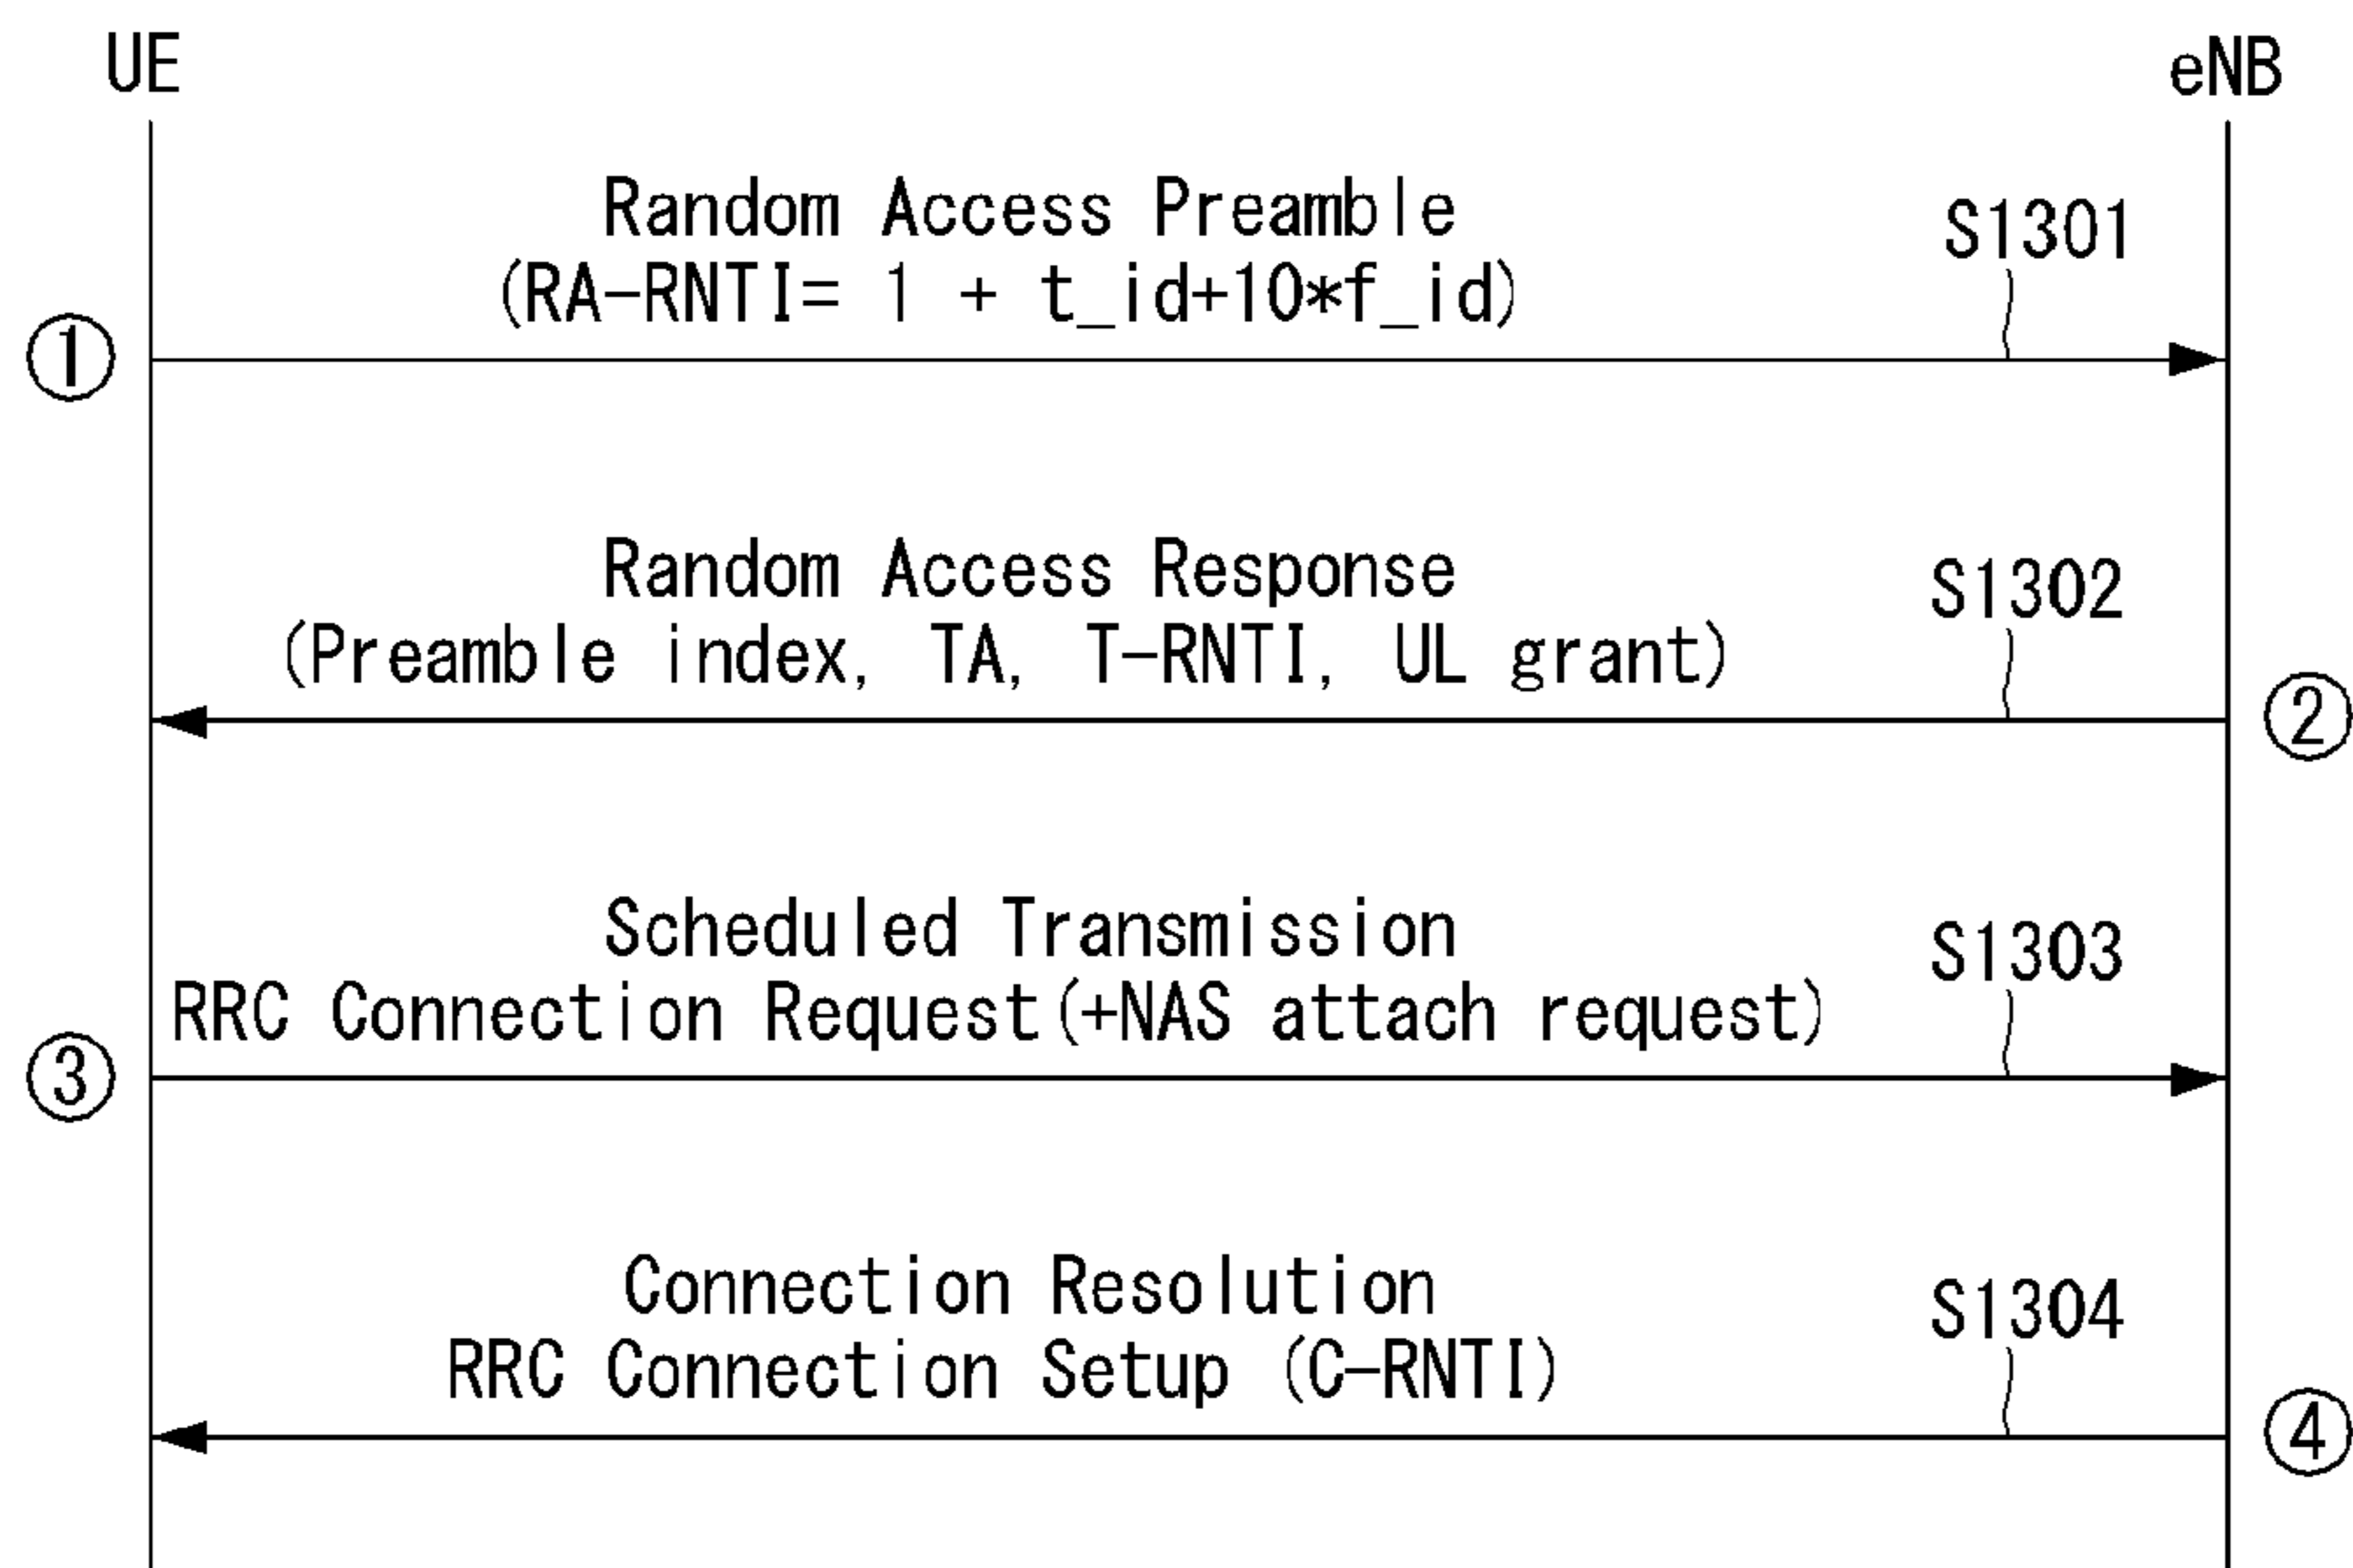 UE
eNB
Random Access Preamble
(RA-RNTI= 1 + t_id+10*f_id)
S1301
①
Random Access Response
(Preamble index, TA, T-RNTI, UL grant)
S1302
②
Scheduled Transmission
RRC Connection Request(+NAS attach request)
S1303
③
Connection Resolution
RRC Connection Setup (C-RNTI)
S1304
④